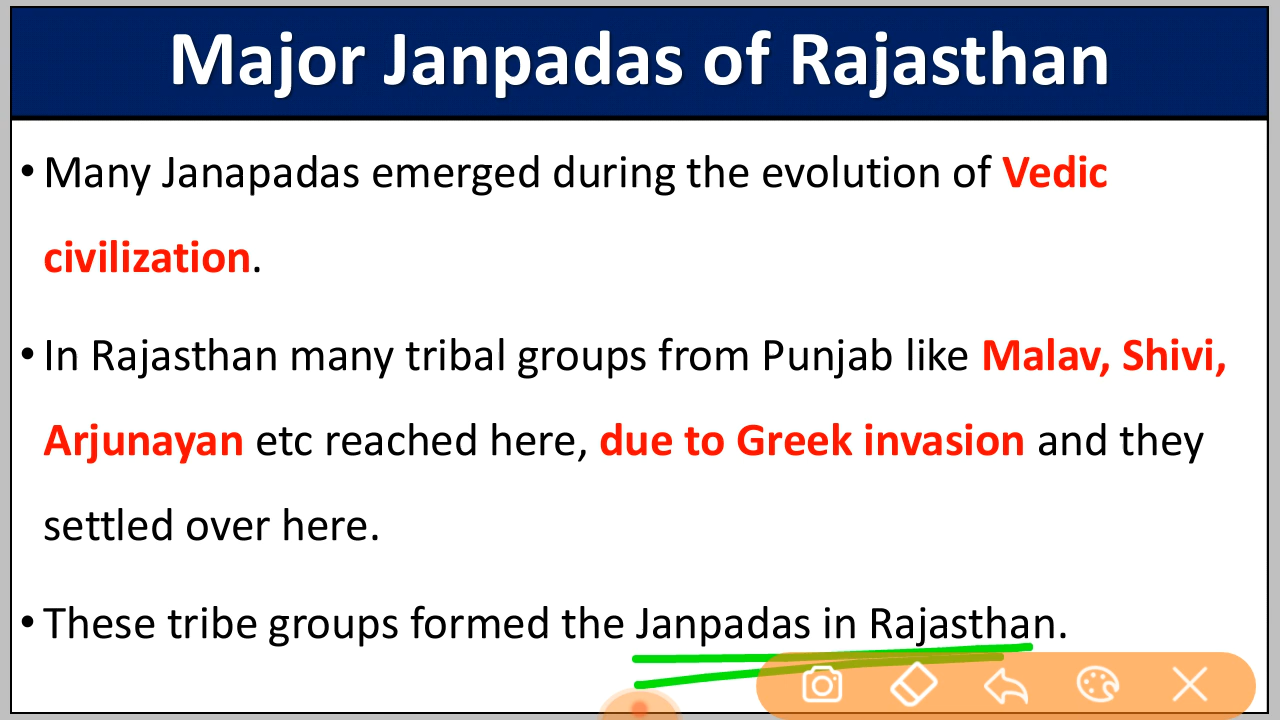 Major Janpadas of Rajasthan
• Many Janapadas emerged during the evolution of Vedic
civilization.
• In Rajasthan many tribal groups from Punjab like Malav, Shivi,
Arjunayan etc reached here, due to Greek invasion and they
settled over here.
• These tribe groups formed the Janpadas in Rajasthan.